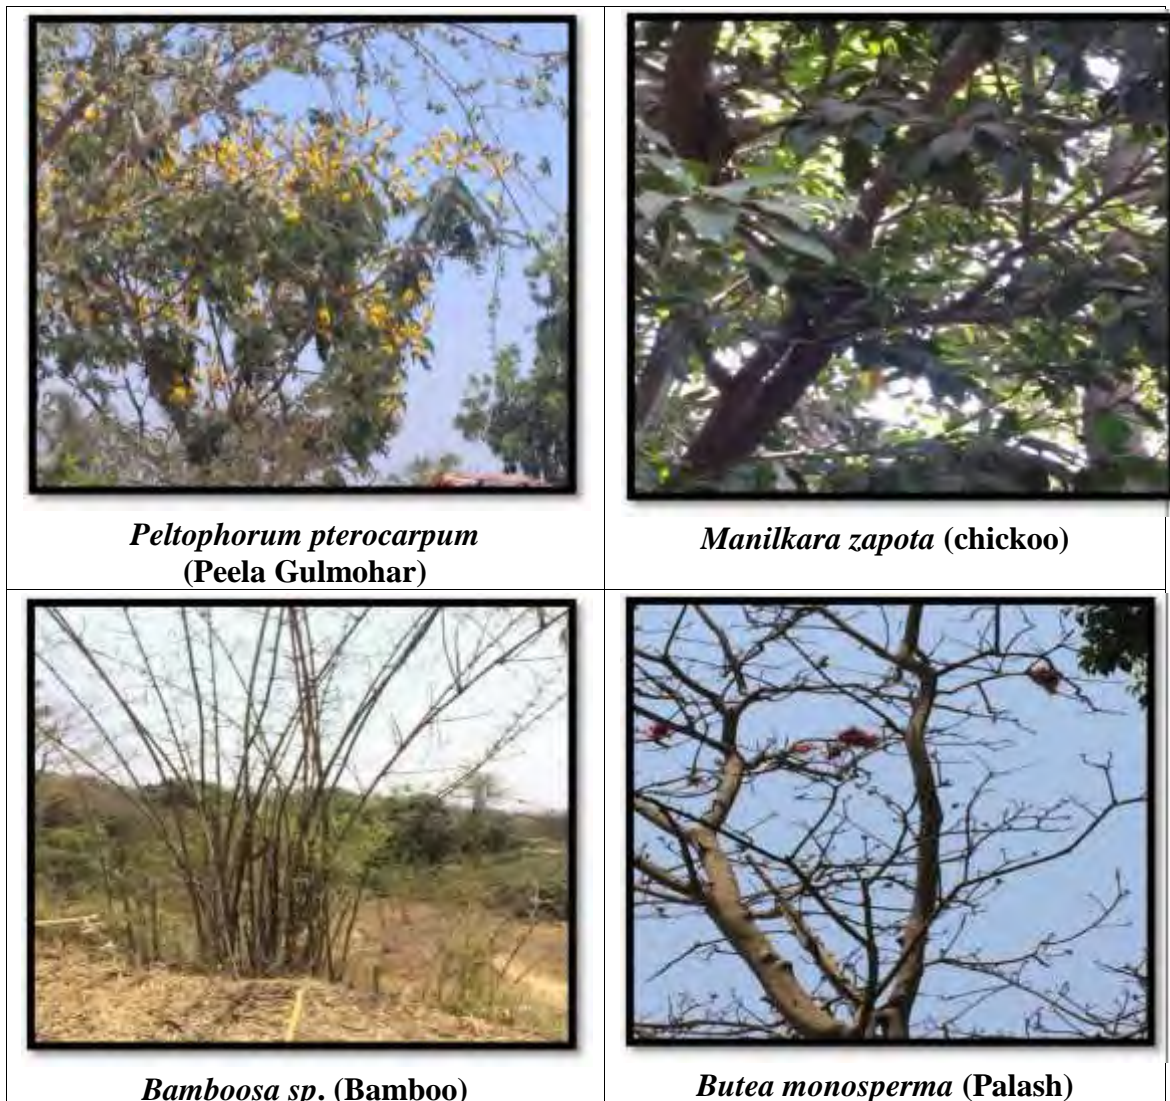 Peltophorum pterocarpum
(Peela Gulmohar)
Manilkara zapota (chickoo)
Bamboosa sp. (Bamboo)
Butea monosperma (Palash)